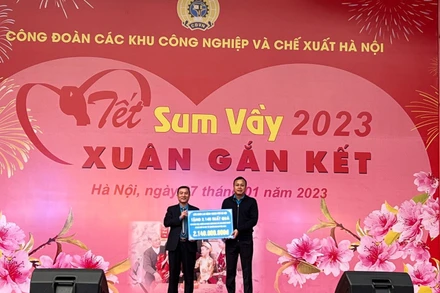 CÔNG ĐOÀN CÁC KHU CÔNG NGHIỆP VÀ CHẾ XUẤT HÀ NỘI
Tết Sum Vầy 2023
XUÂN GẮN KẾT
Hà Nội, ngày 7 tháng 01 năm 2023